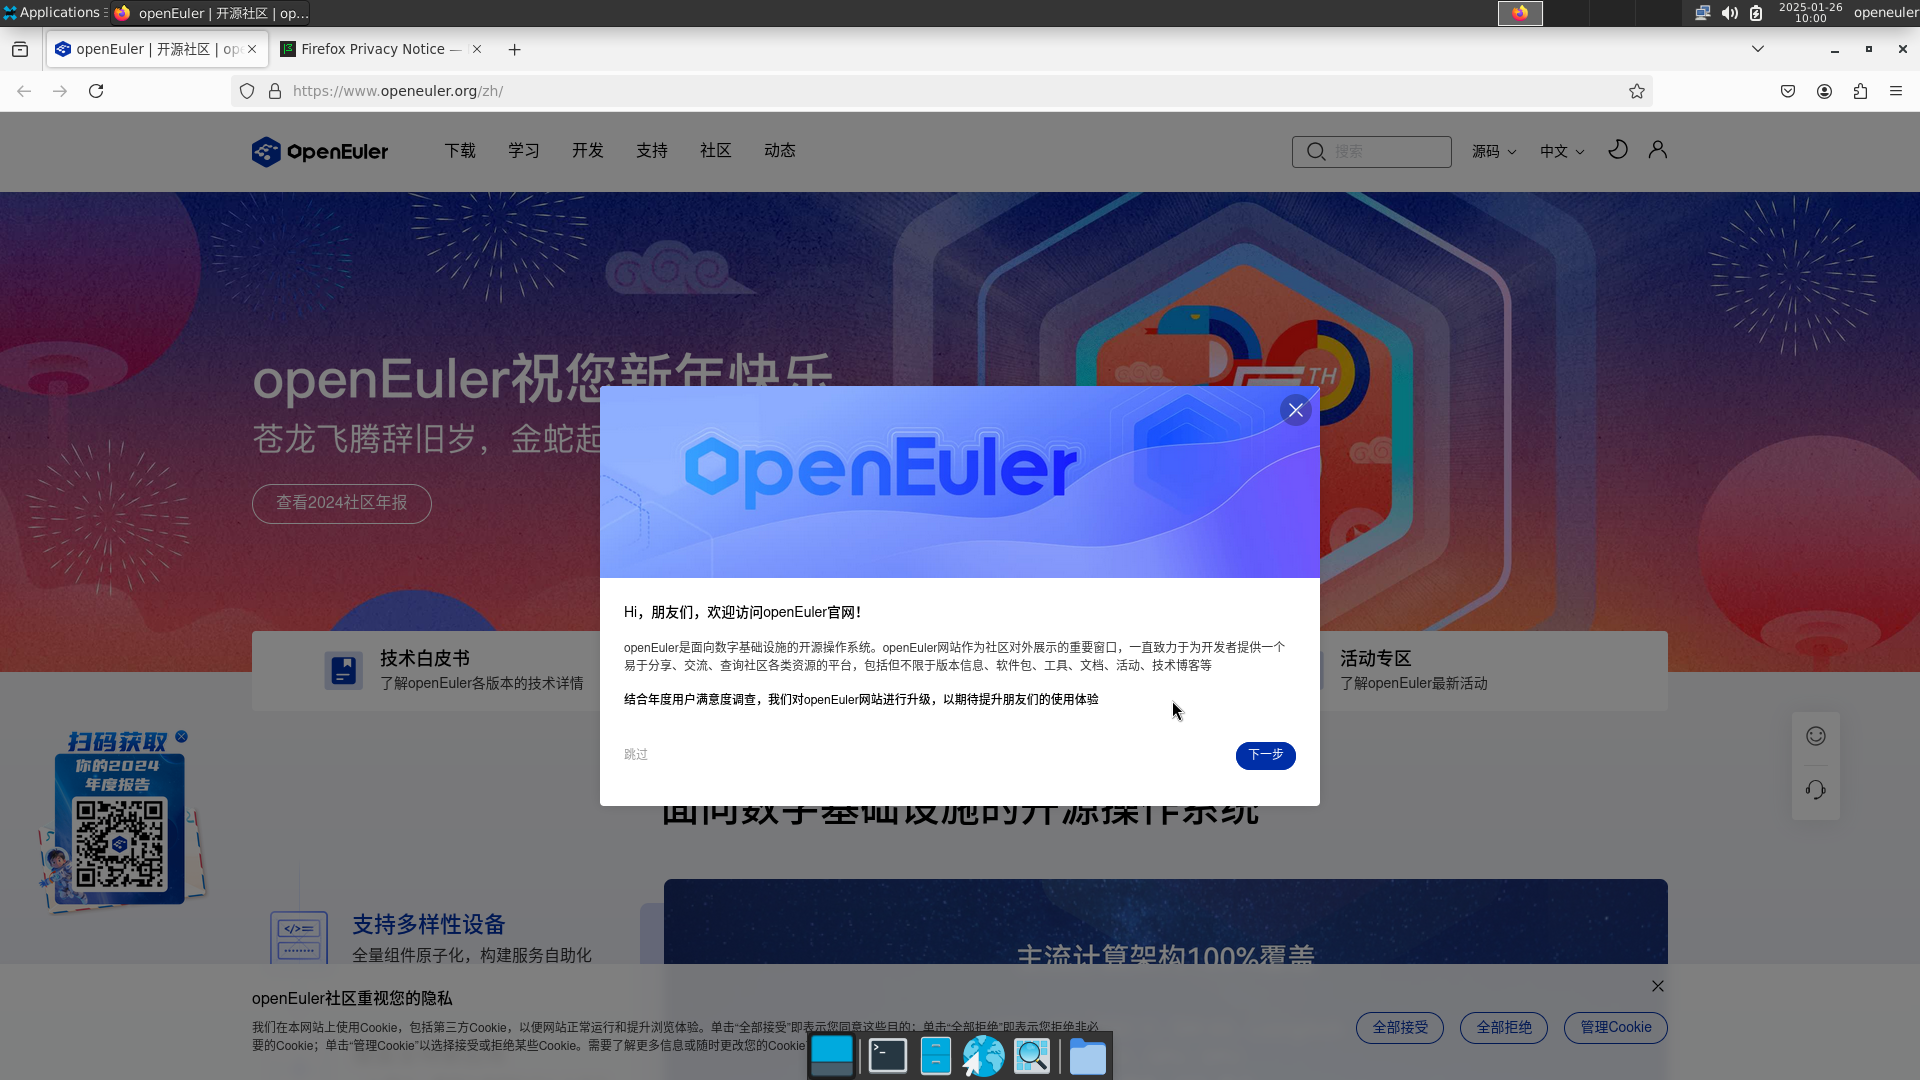 Applications
openEuler | 开源社区 | op...
2025-01-26
10:00
openeuler
openEuler | 开源社区 | op
Firefox Privacy Notice —
https://www.openeuler.org/zh/
openEuler
下载
学习
开发
支持
社区
动态
搜索
源码
中文
openEuler祝您新年快乐
苍龙飞腾辞旧岁，金蛇起
查看2024社区年报
TH
openEuler
Hi，朋友们，欢迎访问openEuler官网！
openEuler是面向数字基础设施的开源操作系统。openEuler网站作为社区对外展示的重要窗口，一直致力于为开发者提供一个
易于分享、交流、查询社区各类资源的平台，包括但不限于版本信息、软件包、工具、文档、活动、技术博客等
结合年度用户满意度调查，我们对openEuler网站进行升级，以期待提升朋友们的使用体验
跳过
下一步
技术白皮书
了解openEuler各版本的技术详情
活动专区
了解openEuler最新活动
扫码获取
你的2024
年度报告
面向数字基础设施的开源操作系统
支持多样性设备
全量组件原子化，构建服务自助化
主流计算架构100%覆盖
openEuler社区重视您的隐私
我们在本网站上使用Cookie，包括第三方Cookie，以便网站正常运行和提升浏览体验。单击“全部接受”即表示您同意这些目的；单击“全部拒绝”即表示您拒绝非必
要的Cookie；单击“管理Cookie”以选择接受或拒绝某些Cookie。需要了解更多信息或随时更改您的Cookie
全部接受
全部拒绝
管理Cookie